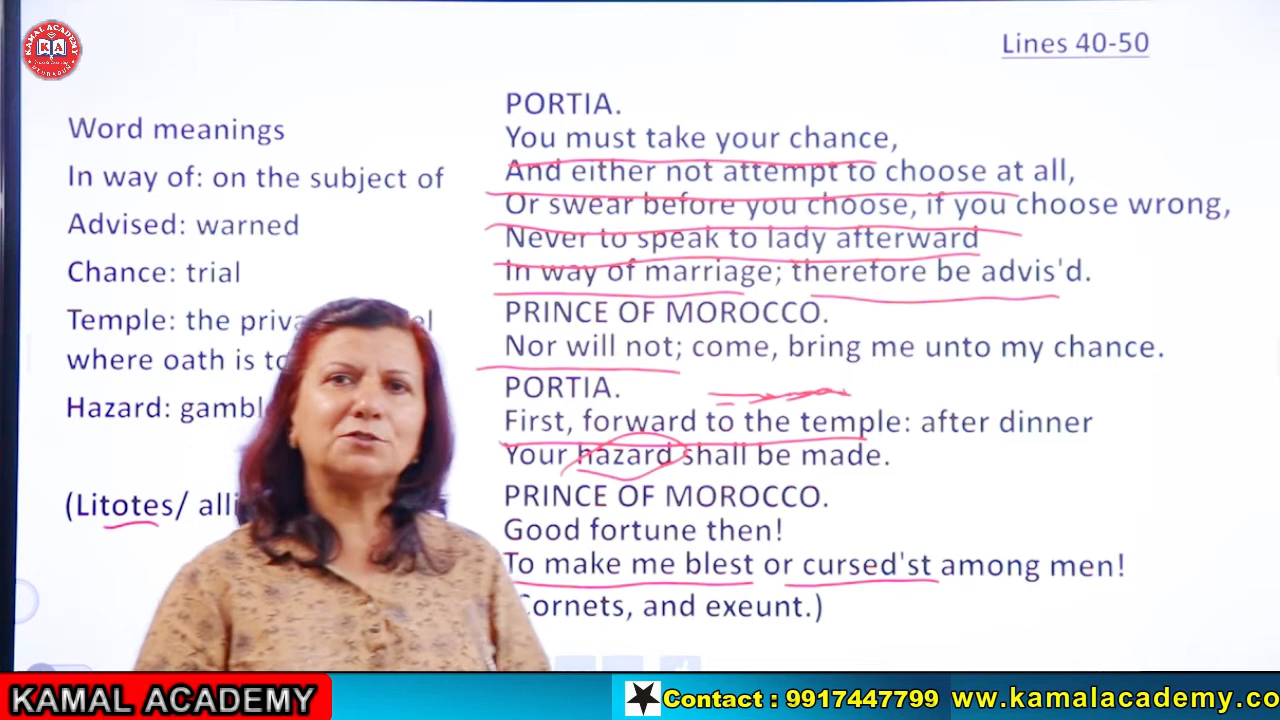 KAMAL ACADEMY
KA
Lines 40-50
Word meanings
In way of: on the subject of
Advised: warned
Chance: trial
Temple: the
where oath is
Hazard:
(Litotes/
PORTIA.
You must take your chance,
And either not attempt to choose at all,
Or swear before you choose, if you choose wrong,
Never to speak to lady afterward
In way of marriage; therefore be advis'd.
PRINCE OF MOROCCO.
Nor will not; come, bring me unto my chance.
PORTIA.
First, forward to the temple: after dinner
Your hazard shall be made.
PRINCE OF MOROCCO.
Good fortune then!
To make me blest or cursed'st among men!
Cornets, and exeunt.)
KAMAL ACADEMY
Contact : 9917447799 www.kamalacademy.co